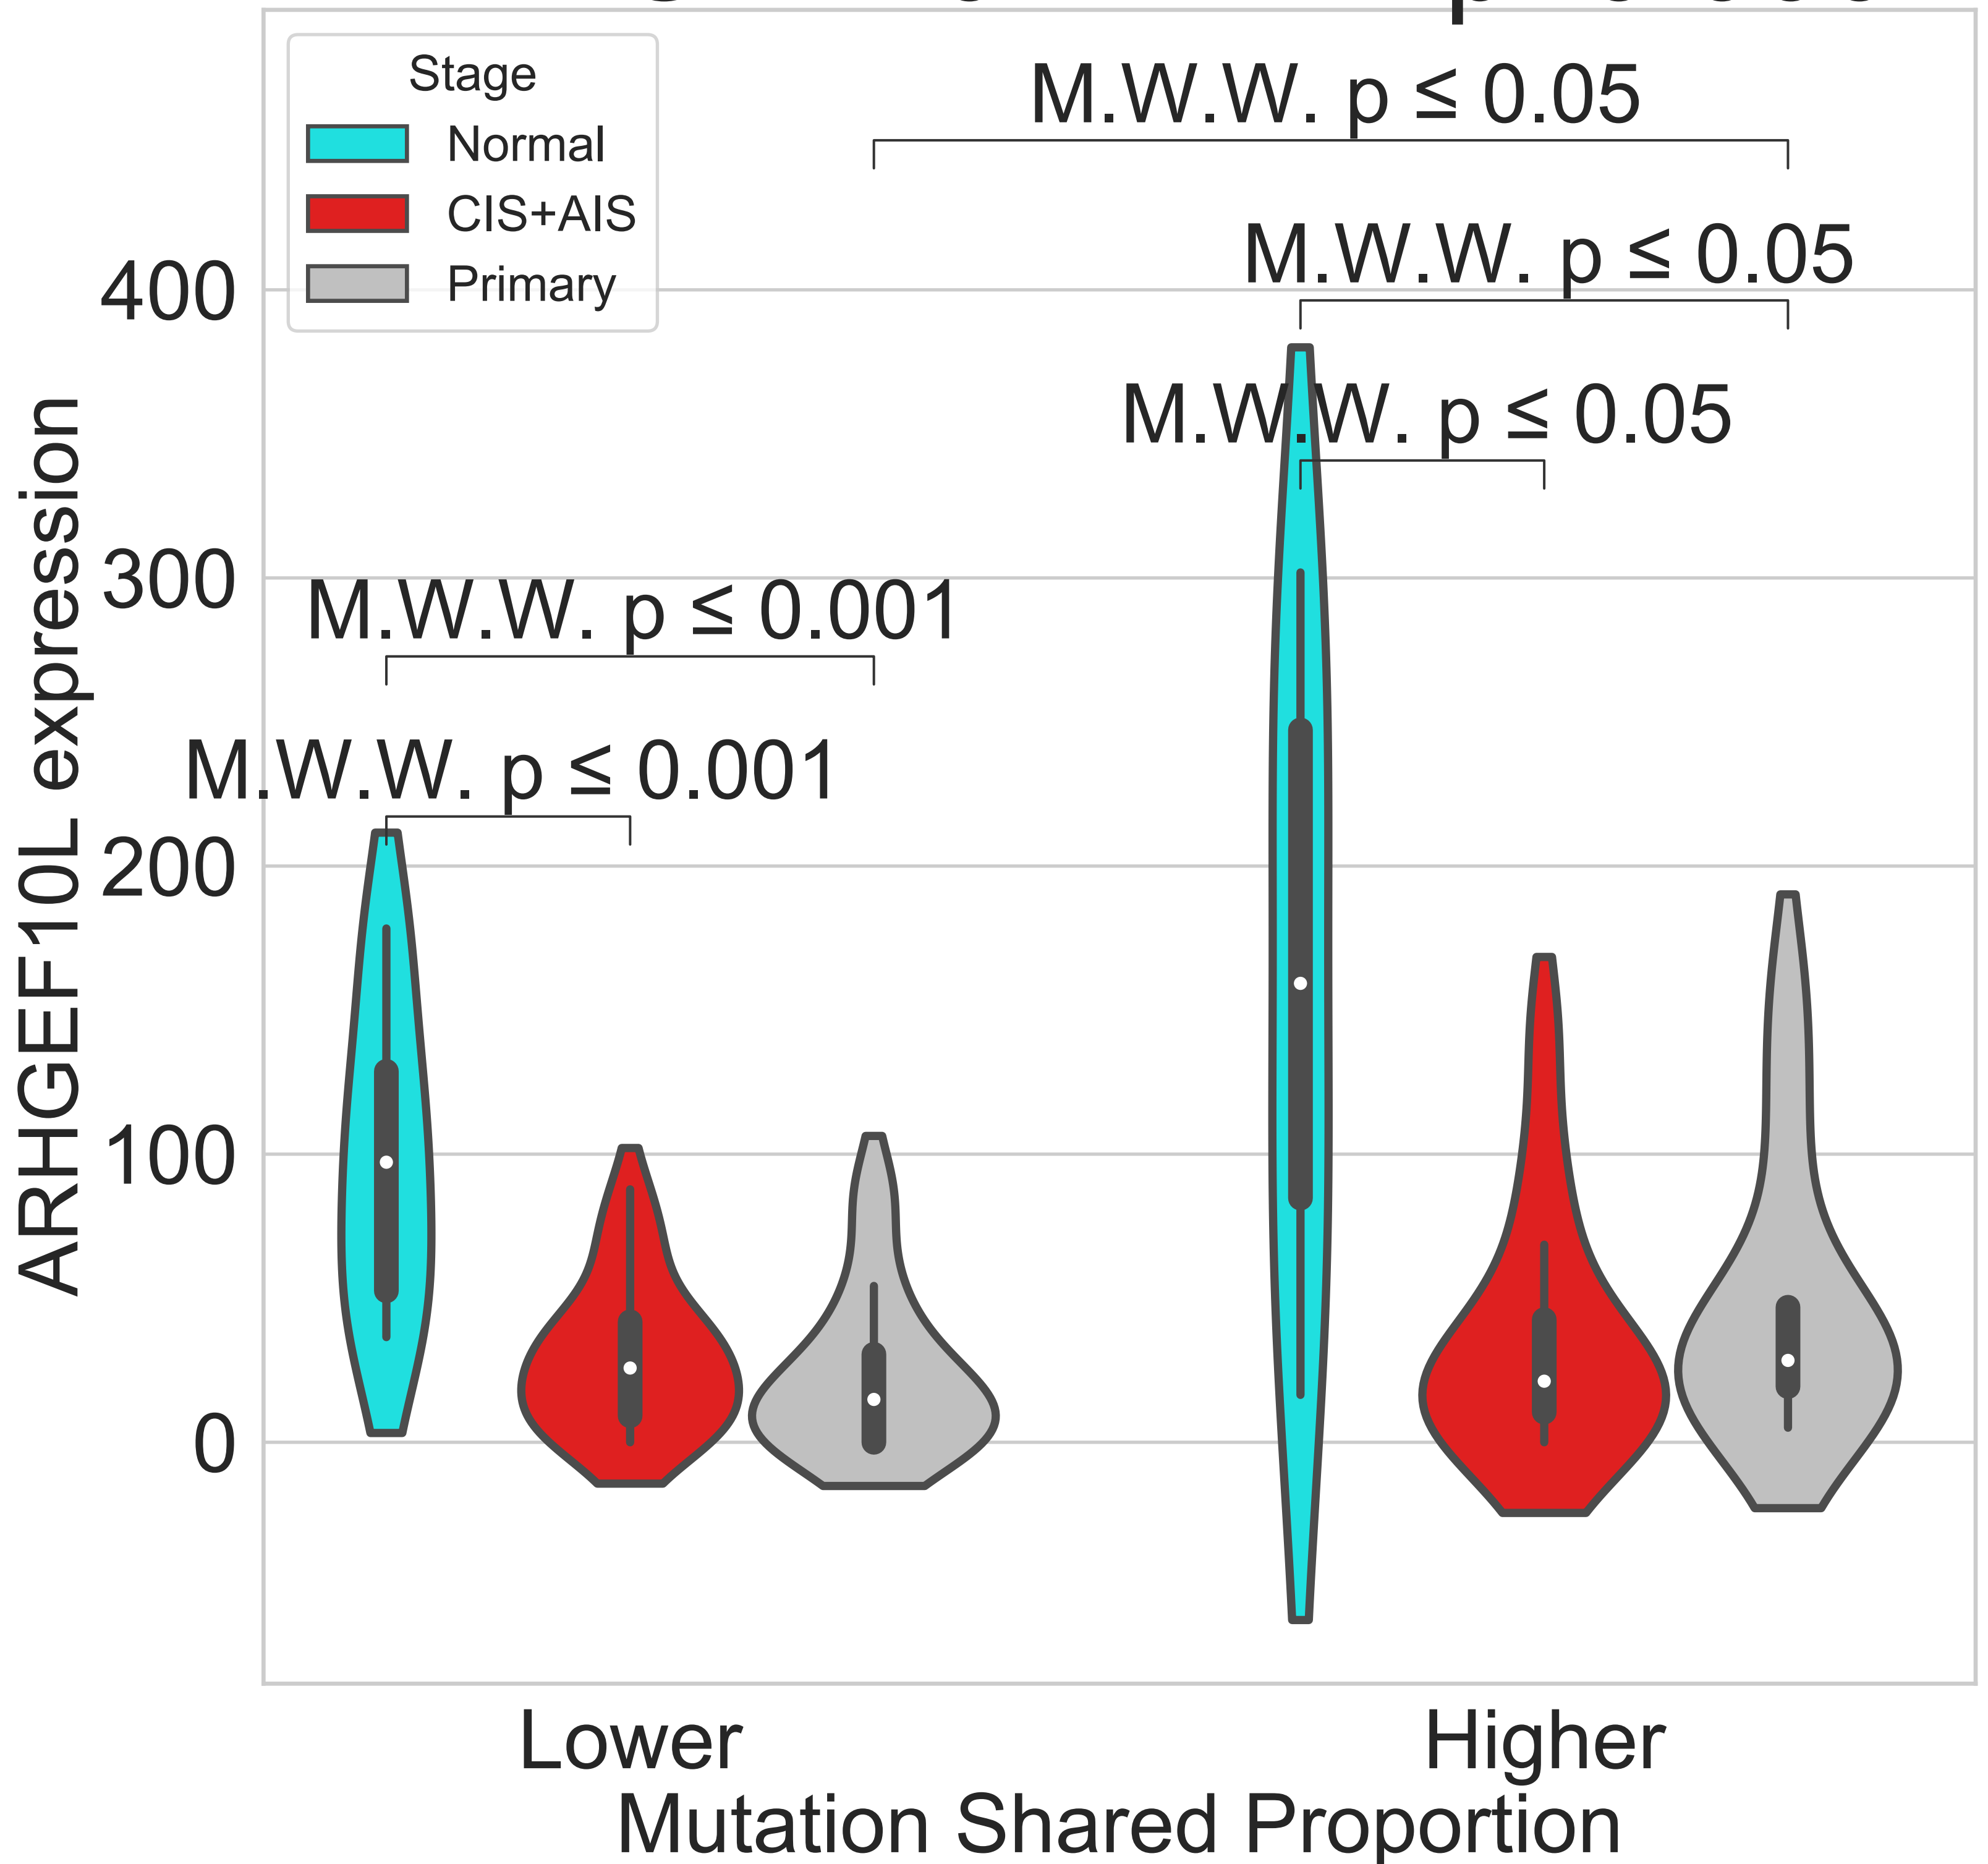 Stage
Normal
CIS+AIS
Primary
M.W.W. p ≤ 0.05
M.W.W. p ≤ 0.05
M.W.W. p ≤ 0.05
M.W.W. p ≤ 0.001
M.W.W. p ≤ 0.001
400
300
200
100
0
ARHGEF10L expression
Lower
Higher
Mutation Shared Proportion